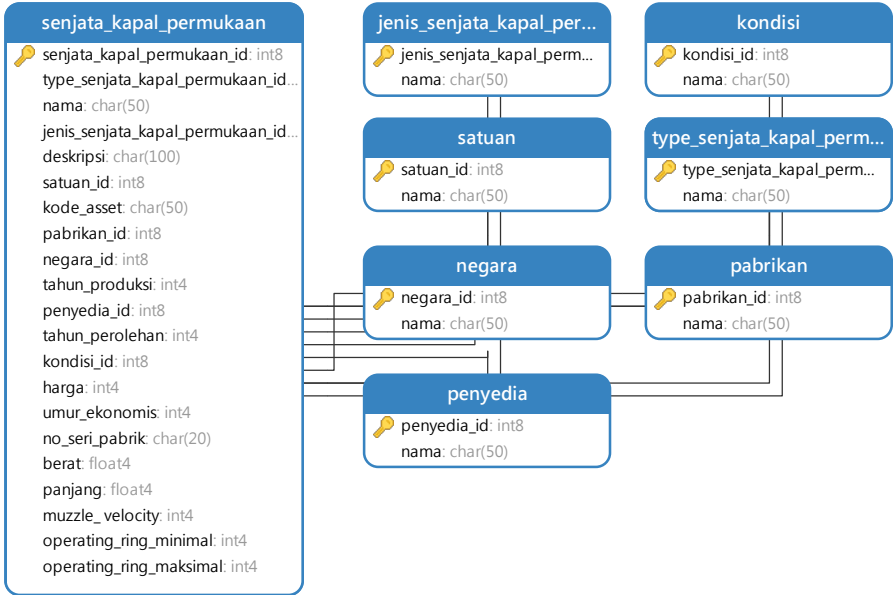 senjata_kapal_permukaan
senjata_kapal_permukaan_id: int8
type_senjata_kapal_permukaan_id...
nama: char(50)
jenis_senjata_kapal_permukaan_id...
deskripsi: char(100)
satuan_id: int8
kode_asset: char(50)
pabrikan_id: int8
negara_id: int8
tahun_produksi: int4
penyedia_id: int8
tahun_perolehan: int4
kondisi_id: int8
harga: int4
umur_ekonomis: int4
no_seri_pabrik: char(20)
berat: float4
panjang: float4
muzzle_ velocity: int4
operating_ring_minimal: int4
operating_ring_maksimal: int4
jenis_senjata_kapal_per...
jenis_senjata_kapal_perm...
nama: char(50)
kondisi
kondisi_id: int8
nama: char(50)
satuan
satuan_id: int8
nama: char(50)
type_senjata_kapal_perm...
type_senjata_kapal_perm...
nama: char(50)
negara
negara_id: int8
nama: char(50)
pabrikan
pabrikan_id: int8
nama: char(50)
penyedia
penyedia_id: int8
nama: char(50)